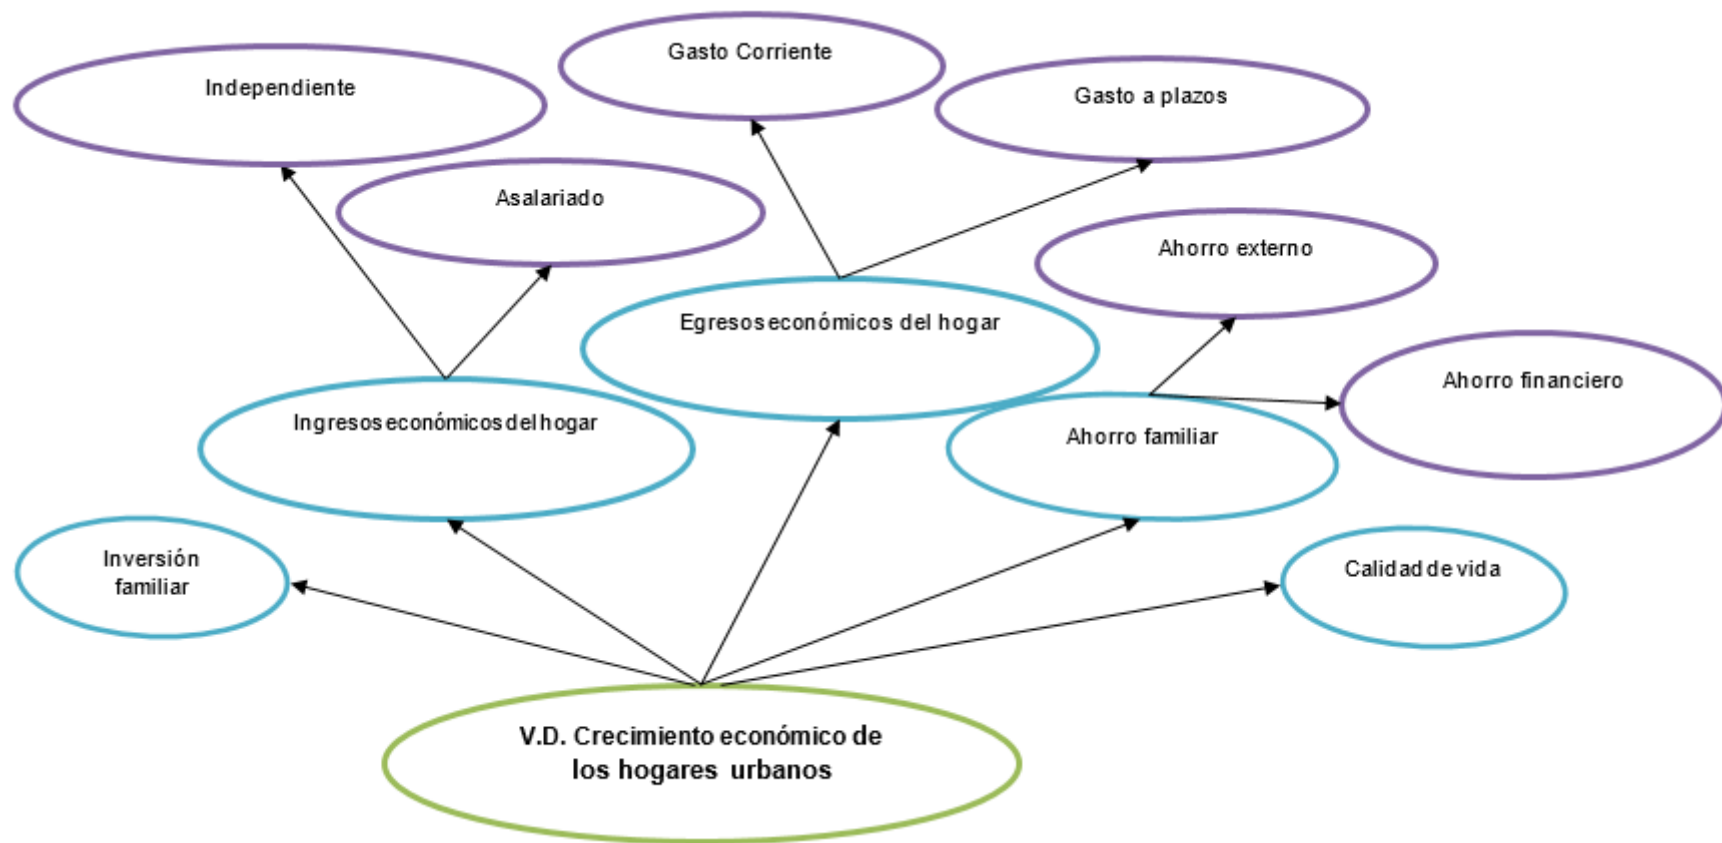 Gasto Corriente
Independiente
Gasto a plazos
Asalariado
Ahorro externo
Egresos económicos del hogar
Ahorro financiero
Ingresos económicos del hogar
Ahorro familiar
Inversión
familiar
Calidad de vida
V.D. Crecimiento económico de
los hogares urbanos